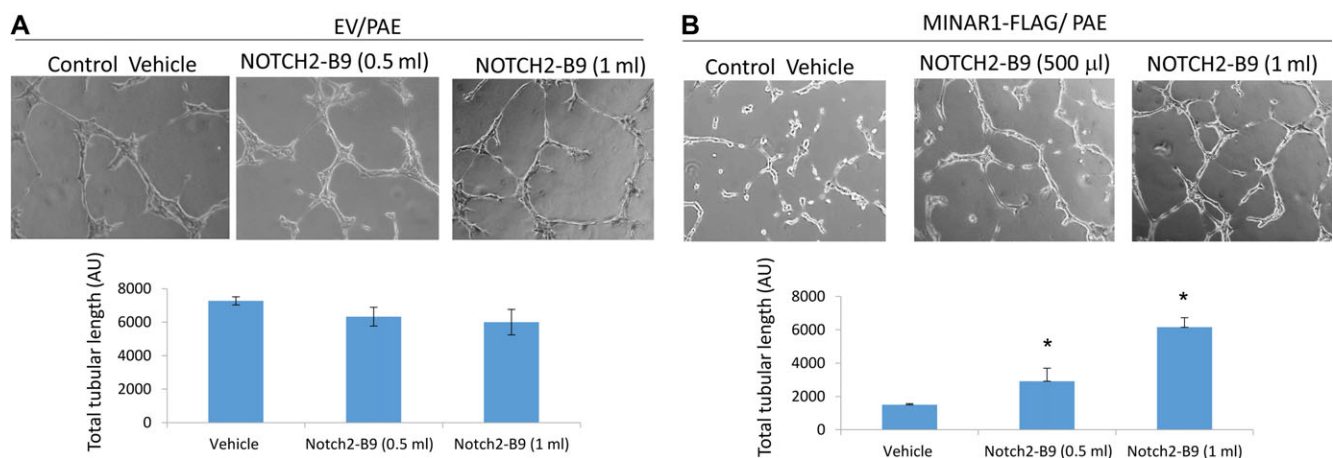 A
EV/PAE
Control Vehicle
NOTCH2-B9 (0.5 ml)
NOTCH2-B9 (1 ml)
Total tubular length (AU)
8000
6000
4000
2000
0
Vehicle
Notch2-B9 (0.5 ml)
Notch2-B9 (1 ml)
B
MINAR1-FLAG/ PAE
Control Vehicle
NOTCH2-B9 (500 µl)
NOTCH2-B9 (1 ml)
Total tubular length (AU)
8000
6000
4000
2000
0
*
*
Vehicle
Notch2-B9 (0.5 ml)
Notch2-B9 (1 ml)